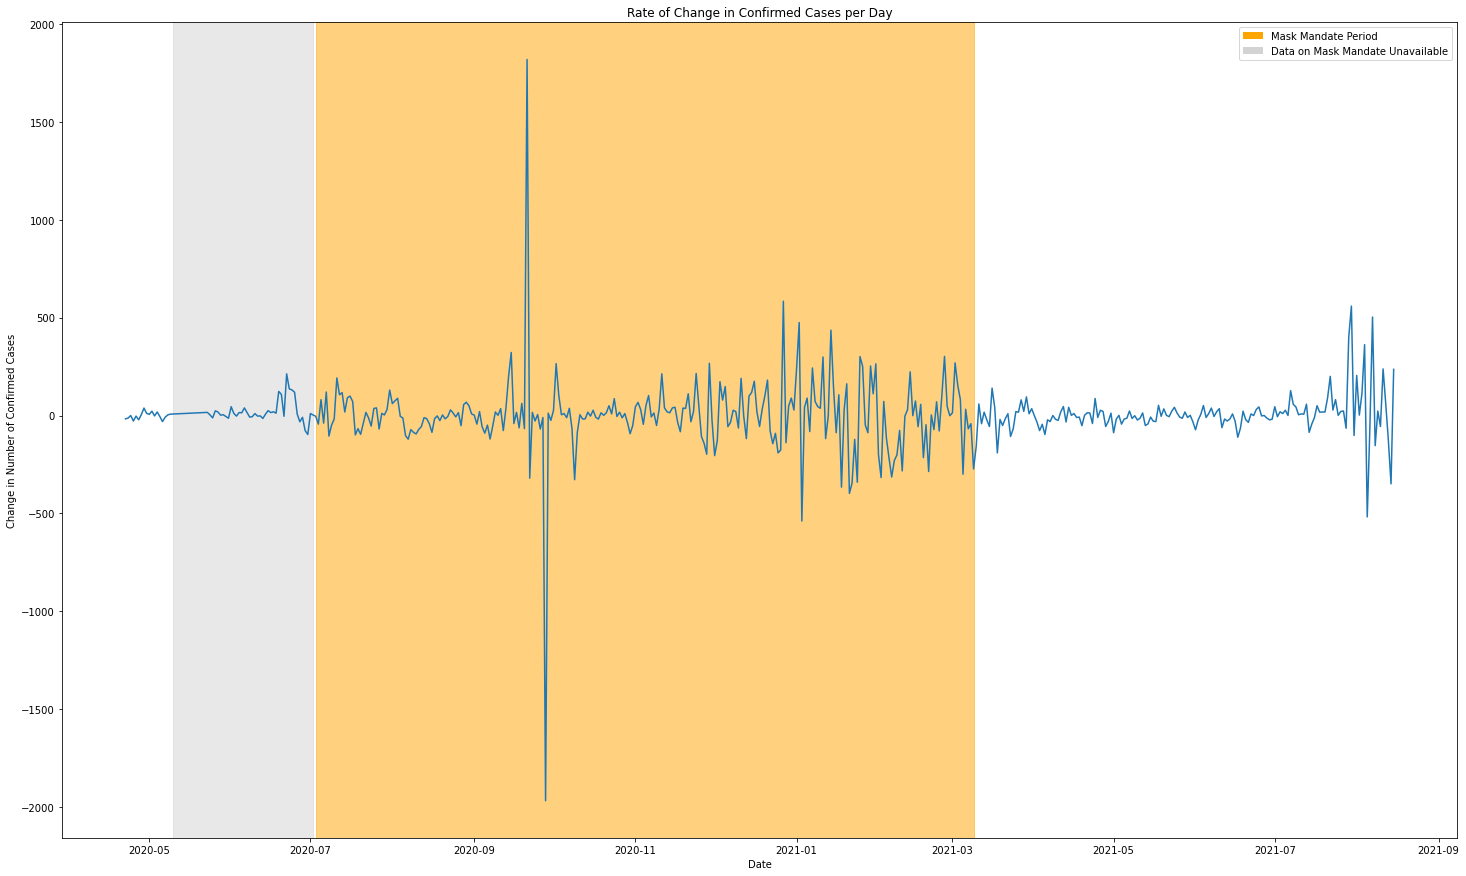 Rate of Change in Confirmed Cases per Day
Mask Mandate Period
Data on Mask Mandate Unavailable
Change in Number of Confirmed Cases
2000
1500
1000
500
0
−500
−1000
−1500
−2000
2020-05 2020-07 2020-09 2020-11 2021-01 2021-03 2021-05 2021-07 2021-09
Date